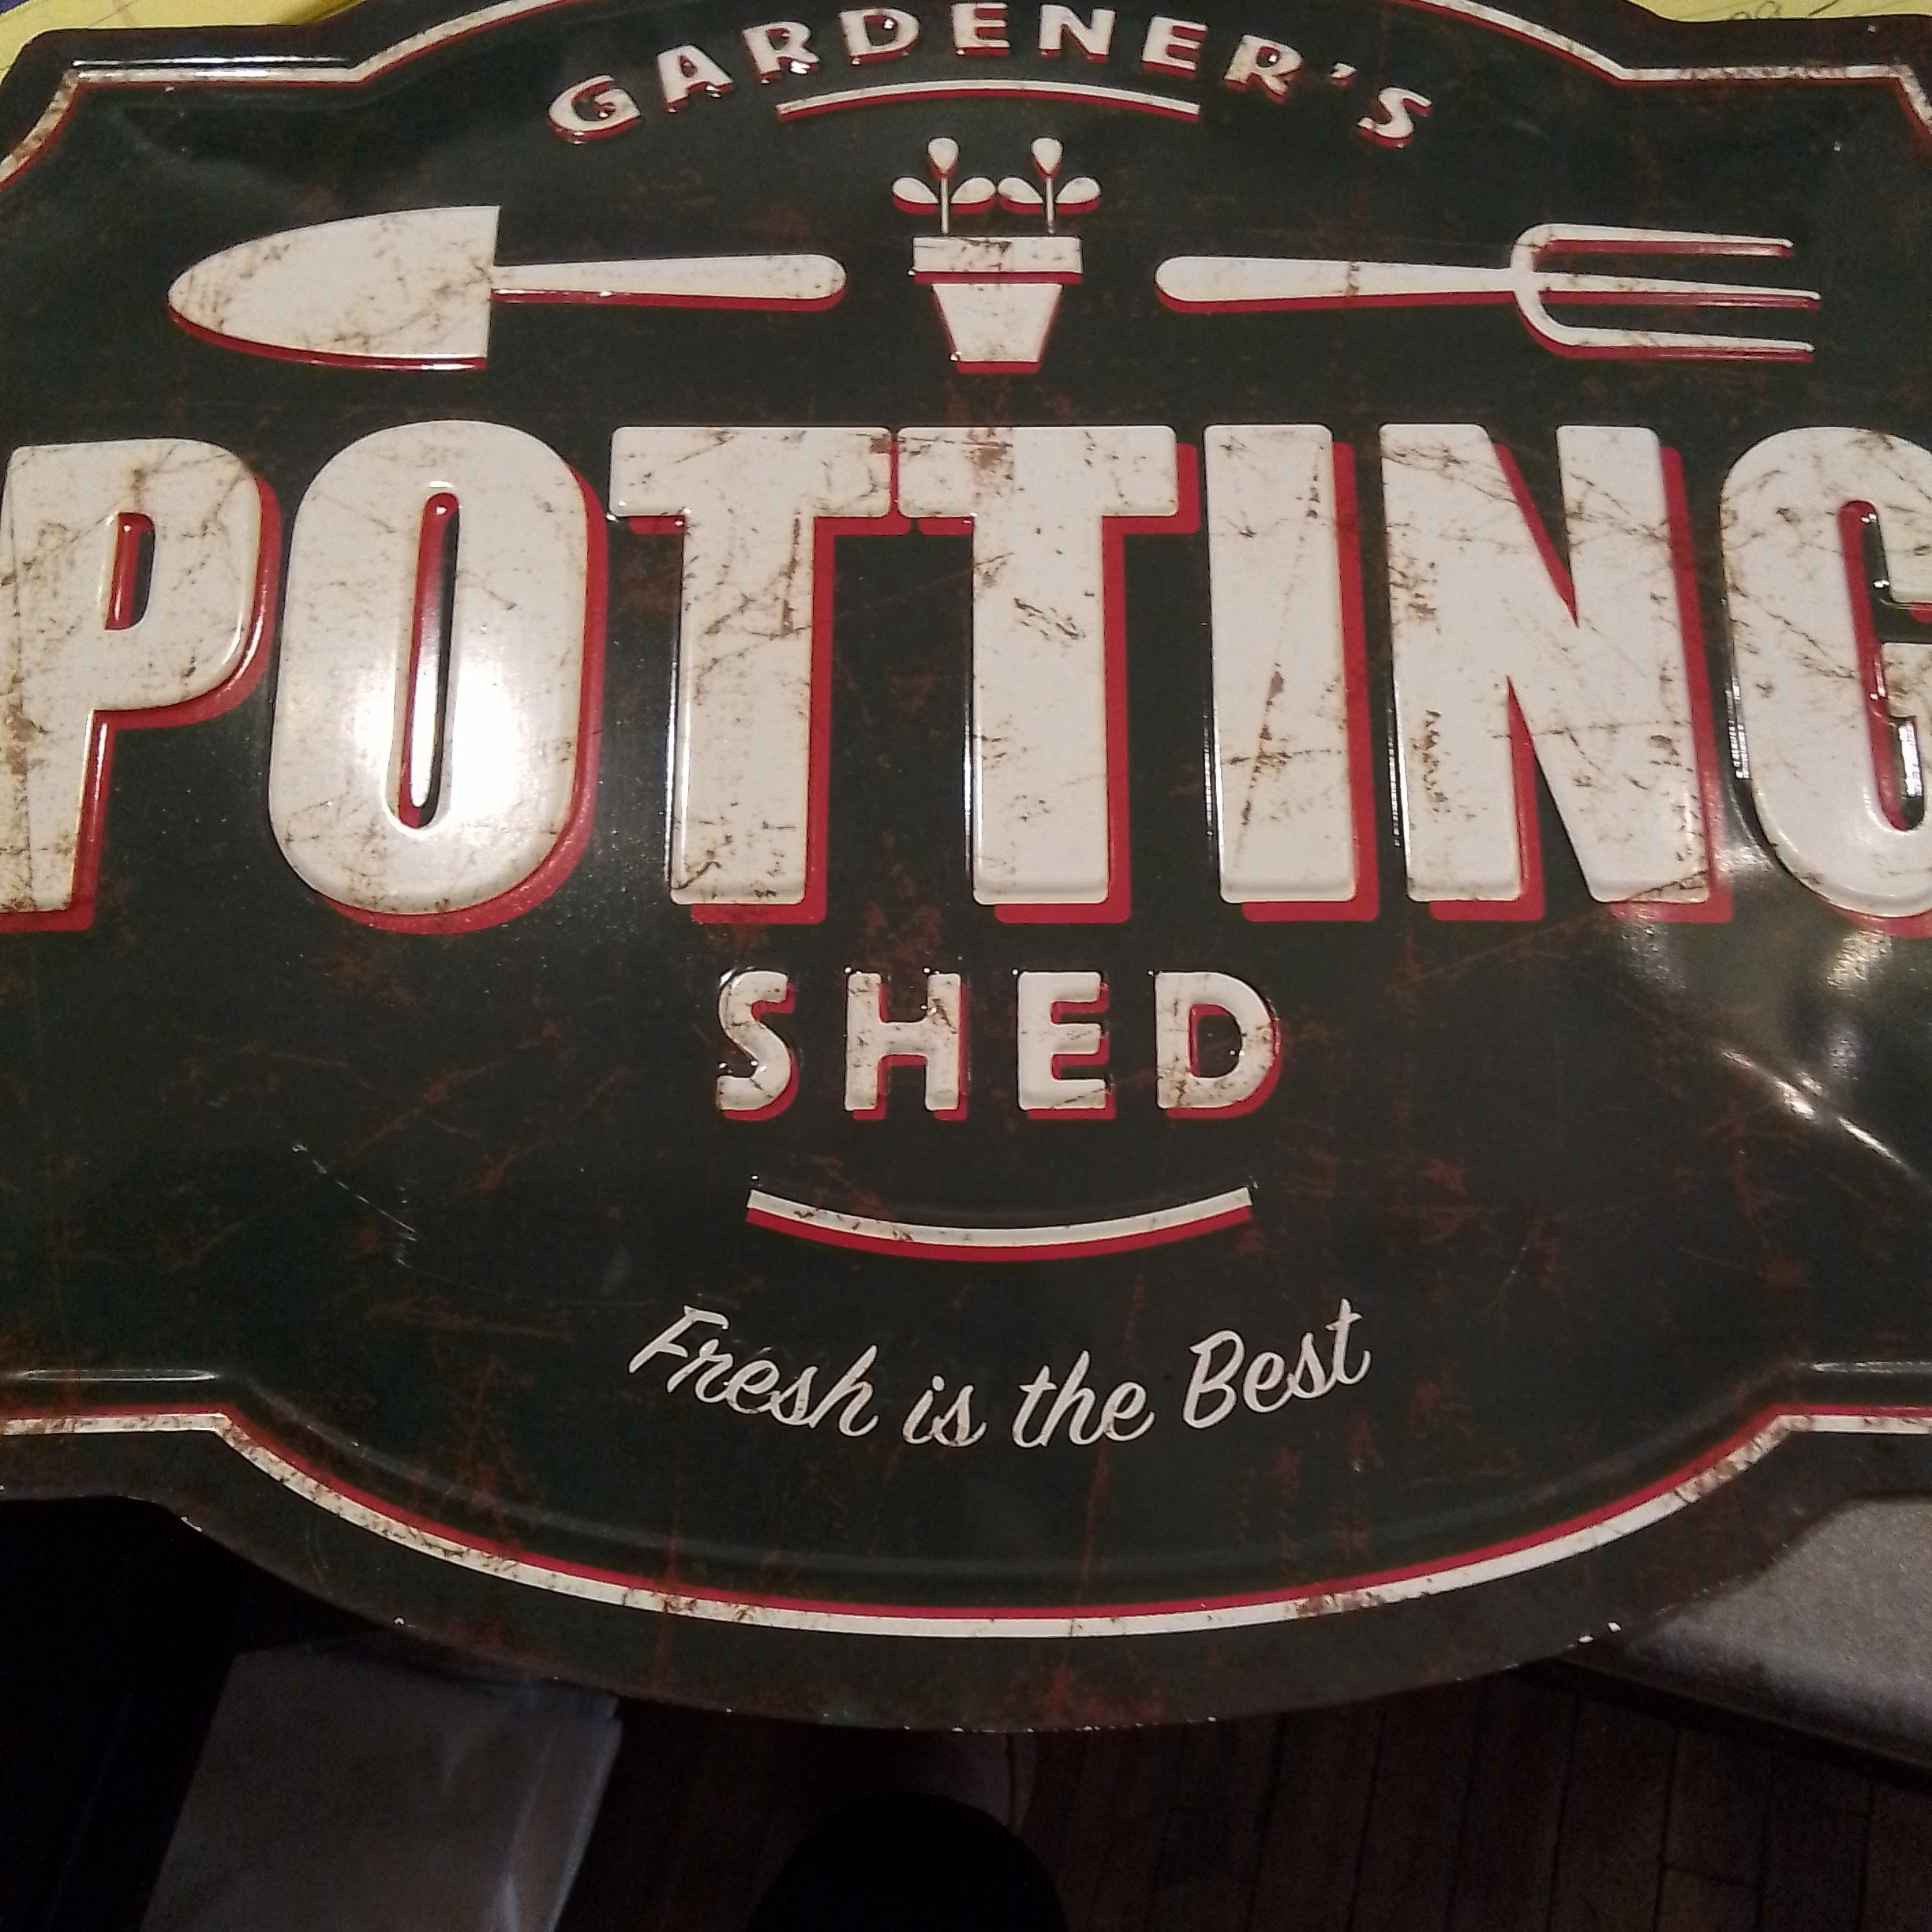 GARDENER'S
POTTING
SHED
Fresh is the Best